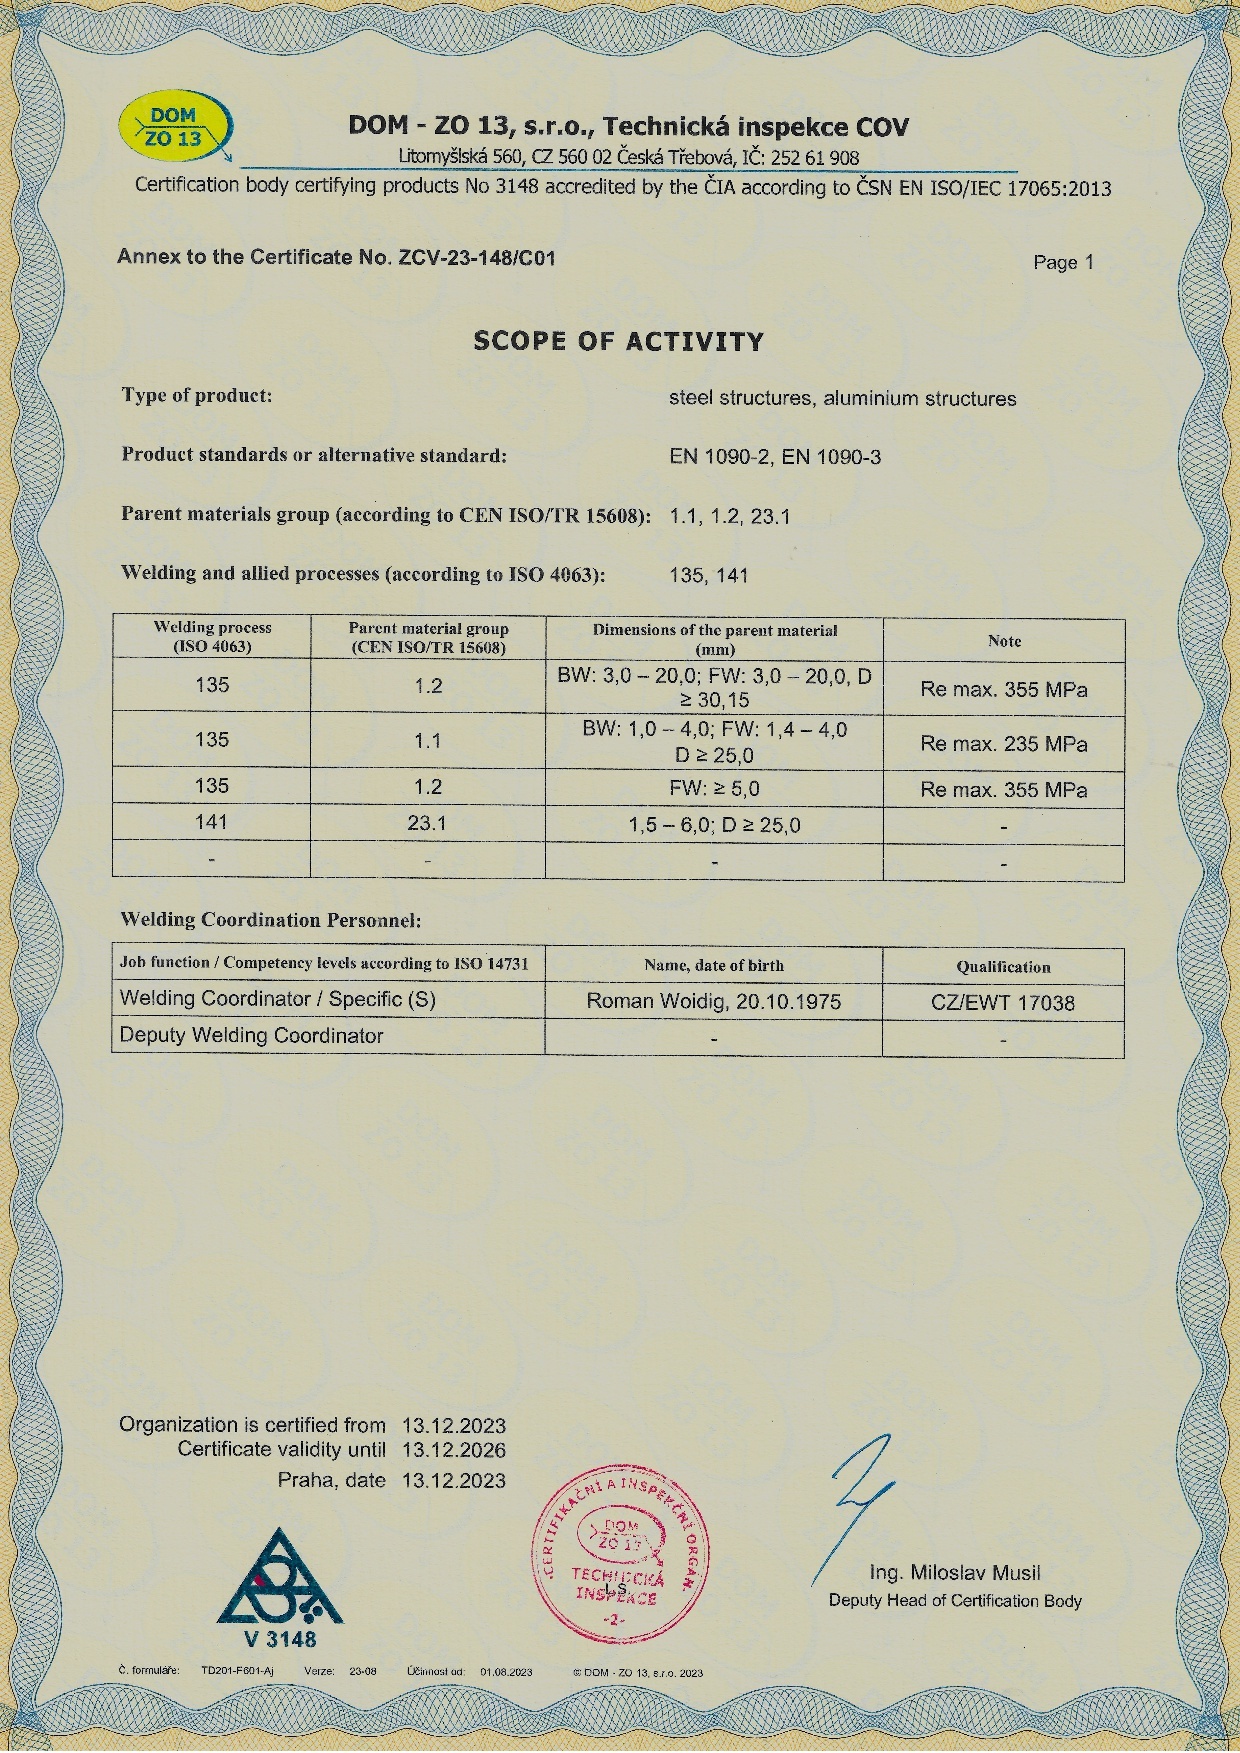 DOM
ZO 13
DOM - ZO 13, s.r.o., Technická inspekce COV
Litomyšlská 560, CZ 560 02 Česká Třebová, IČ: 252 61 908
Certification body certifying products No 3148 accredited by the ČIA according to ČSN EN ISO/IEC 17065:2013
Annex to the Certificate No. ZCV-23-148/C01
Page 1
SCOPE OF ACTIVITY
Type of product: steel structures, aluminium structures
Product standards or alternative standard: EN 1090-2, EN 1090-3
Parent materials group (according to CEN ISO/TR 15608): 1.1, 1.2, 23.1
Welding and allied processes (according to ISO 4063): 135, 141
Welding process (ISO 4063) Parent material group (CEN ISO/TR 15608) Dimensions of the parent material (mm) Note
135 1.2 BW: 3,0 – 20,0; FW: 3,0 – 20,0, D ≥ 30,15 Re max. 355 MPa
135 1.1 BW: 1,0 – 4,0; FW: 1,4 – 4,0 D ≥ 25,0 Re max. 235 MPa
135 1.2 FW: ≥ 5,0 Re max. 355 MPa
141 23.1 1,5 – 6,0; D ≥ 25,0 -
- - - -
Welding Coordination Personnel:
Job function / Competency levels according to ISO 14731 Name, date of birth Qualification
Welding Coordinator / Specific (S) Roman Woidig, 20.10.1975 CZ/EWT 17038
Deputy Welding Coordinator - -
Organization is certified from 13.12.2023
Certificate validity until 13.12.2026
Praha, date 13.12.2023
CERTIFIKAČNÍ A INSPEKČNÍ ORGÁN
DOM
ZO 13
TECHNICKÁ
L.S.
INSPEKCE
-2-
Ing. Miloslav Musil
Deputy Head of Certification Body
V 3148
Č. formuláře: TD201-F601-Aj Verze: 23-08 Účinnost od: 01.08.2023 © DOM - ZO 13, s.r.o. 2023